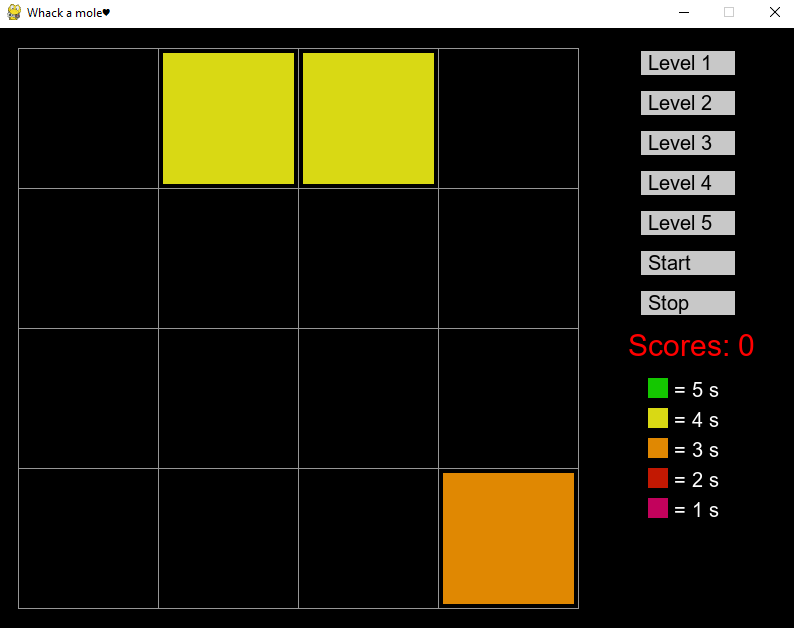 Whack a mole♥
Level 1
Level 2
Level 3
Level 4
Level 5
Start
Stop
Scores: 0
= 5 s
= 4 s
= 3 s
= 2 s
= 1 s